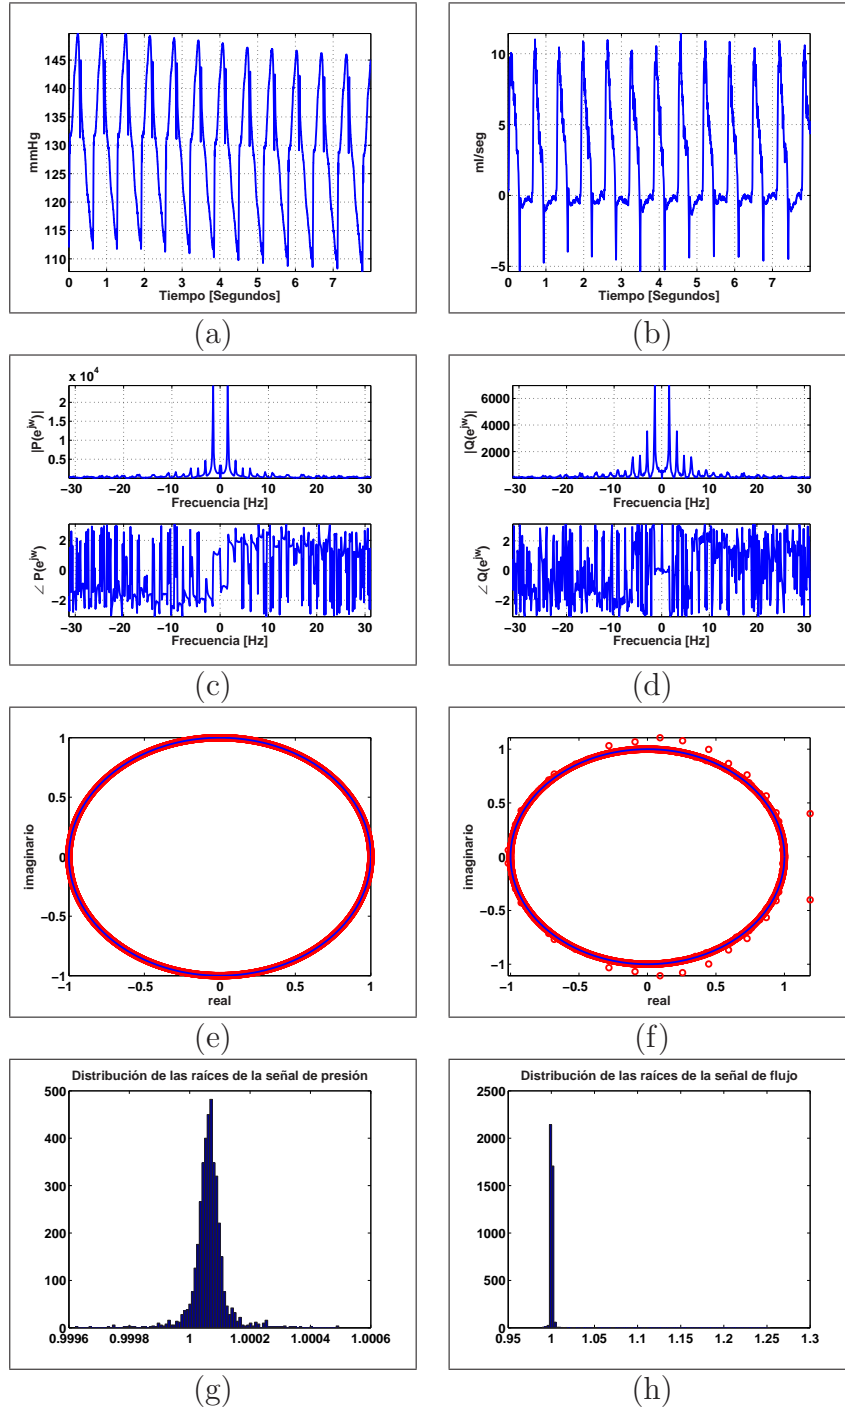 145
140
135
130
125
120
115
110
mmHg
0 1 2 3 4 5 6 7
Tiempo [Segundos]
(a)
10
5
0
−5
ml/seg
0 1 2 3 4 5 6 7
Tiempo [Segundos]
(b)
x 10^4
2
1.5
1
0.5
|P(e^jw)|
−30 −20 −10 0 10 20 30
Frecuencia [Hz]
2
0
−2
∠ P(e^jw)
−30 −20 −10 0 10 20 30
Frecuencia [Hz]
(c)
6000
4000
2000
|Q(e^jw)|
−30 −20 −10 0 10 20 30
Frecuencia [Hz]
2
0
−2
∠ Q(e^jw)
−30 −20 −10 0 10 20 30
Frecuencia [Hz]
(d)
1
0.5
0
−0.5
−1
imaginario
−1 −0.5 0 0.5 1
real
(e)
1
0.5
0
−0.5
−1
imaginario
−1 −0.5 0 0.5 1
real
(f)
Distribución de las raíces de la señal de presión
500
400
300
200
100
0
0.9996 0.9998 1 1.0002 1.0004 1.0006
(g)
Distribución de las raíces de la señal de flujo
2500
2000
1500
1000
500
0
0.95 1 1.05 1.1 1.15 1.2 1.25 1.3
(h)